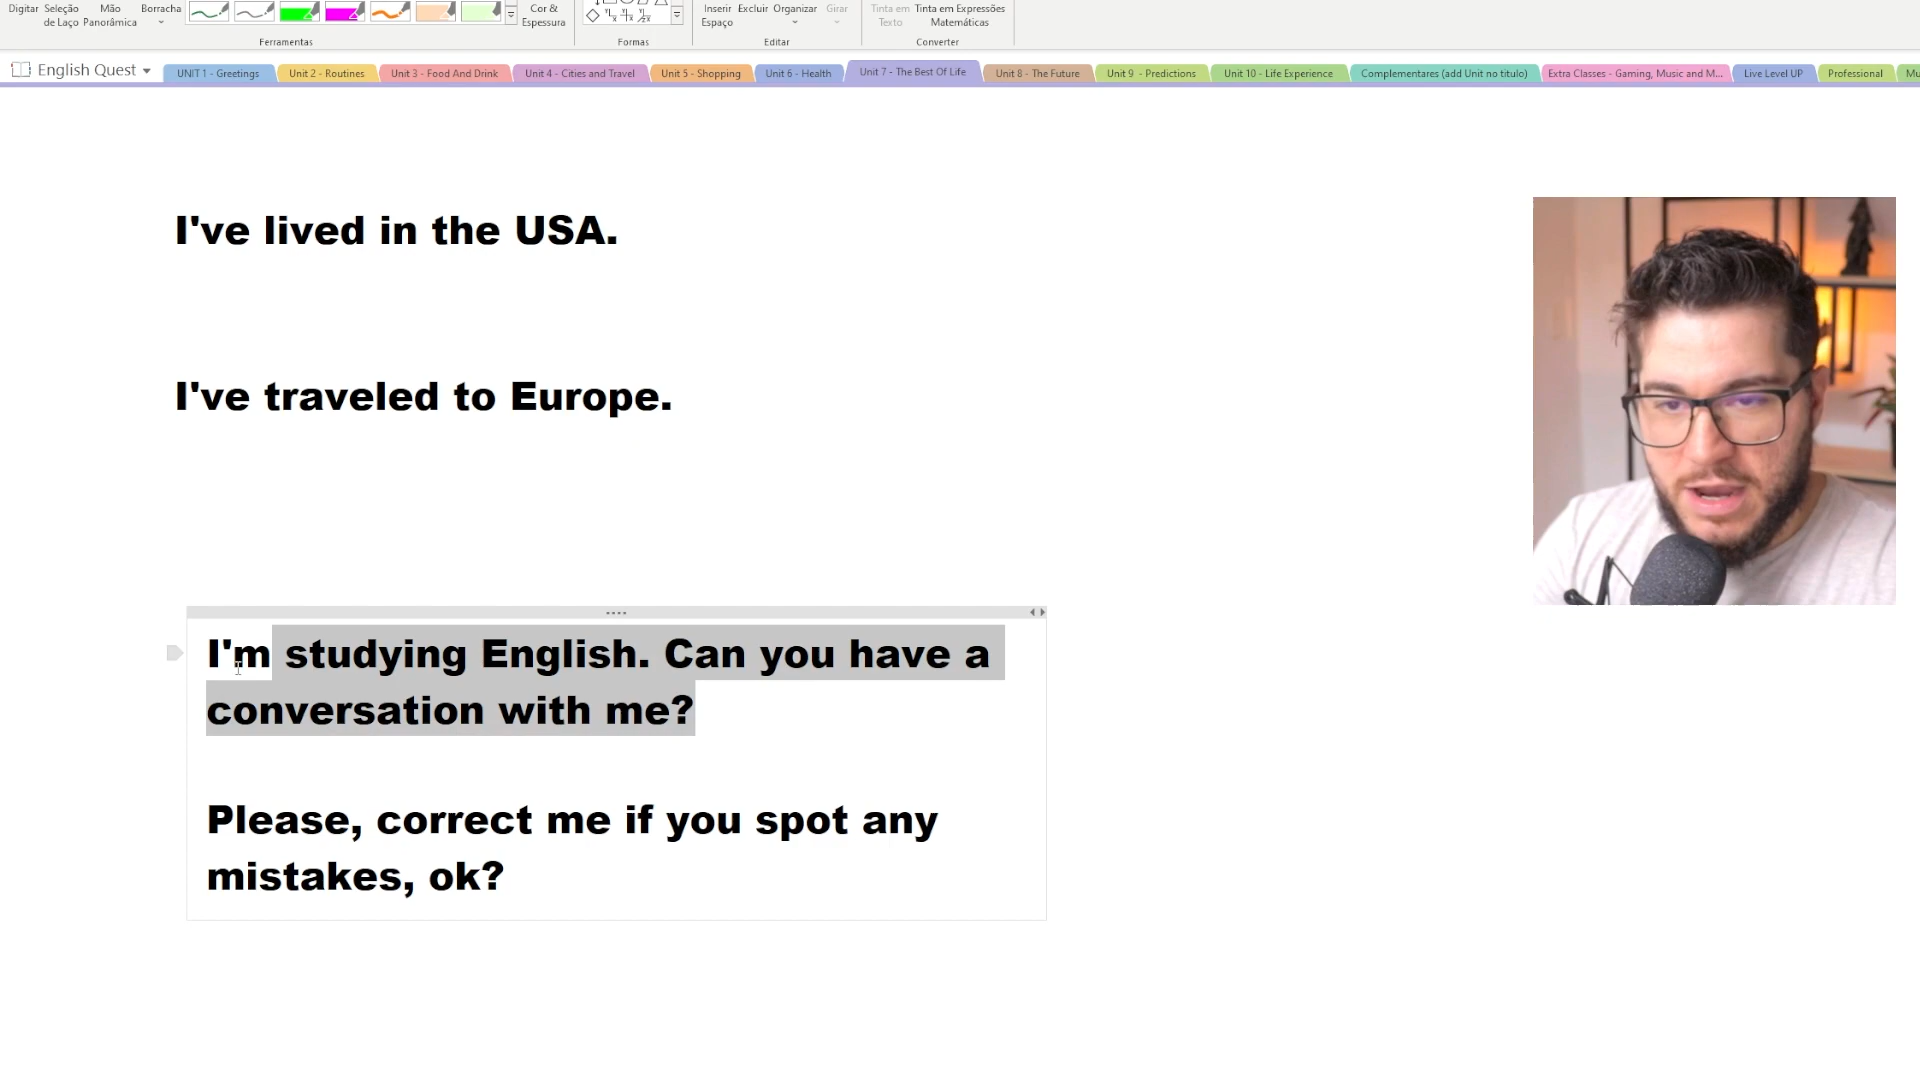 Digitar Seleção de Laço Mão Panorâmica Borracha Cor & Espessura Inserir Espaço Excluir Organizar Girar Tinta em Texto Tinta em Expressões Matemáticas
Ferramentas Formas Editar Converter
English Quest UNIT 1 - Greetings Unit 2 - Routines Unit 3 - Food And Drink Unit 4 - Cities and Travel Unit 5 - Shopping Unit 6 - Health Unit 7 - The Best Of Life Unit 8 - The Future Unit 9 - Predictions Unit 10 - Life Experience Complementares (add Unit no titulo) Extra Classes - Gaming, Music and M... Live Level UP Professional
I've lived in the USA.
I've traveled to Europe.
I'm studying English. Can you have a
conversation with me?
Please, correct me if you spot any
mistakes, ok?